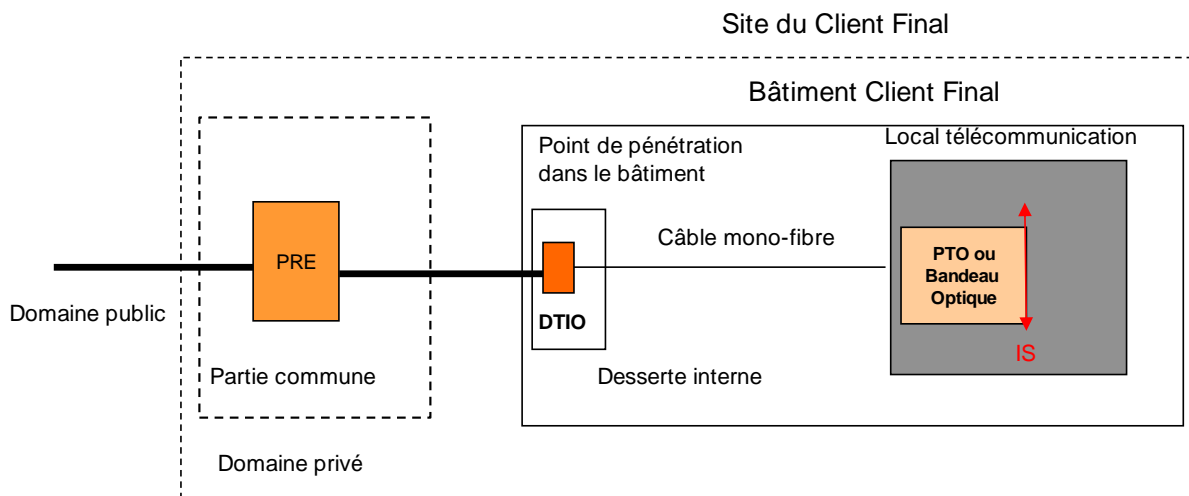 Site du Client Final
Bâtiment Client Final
Point de pénétration
dans le bâtiment
Local télécommunication
Câble mono-fibre
PRE
PTO ou
Bandeau
Optique
Domaine public
DTIO
IS
Partie commune
Desserte interne
Domaine privé